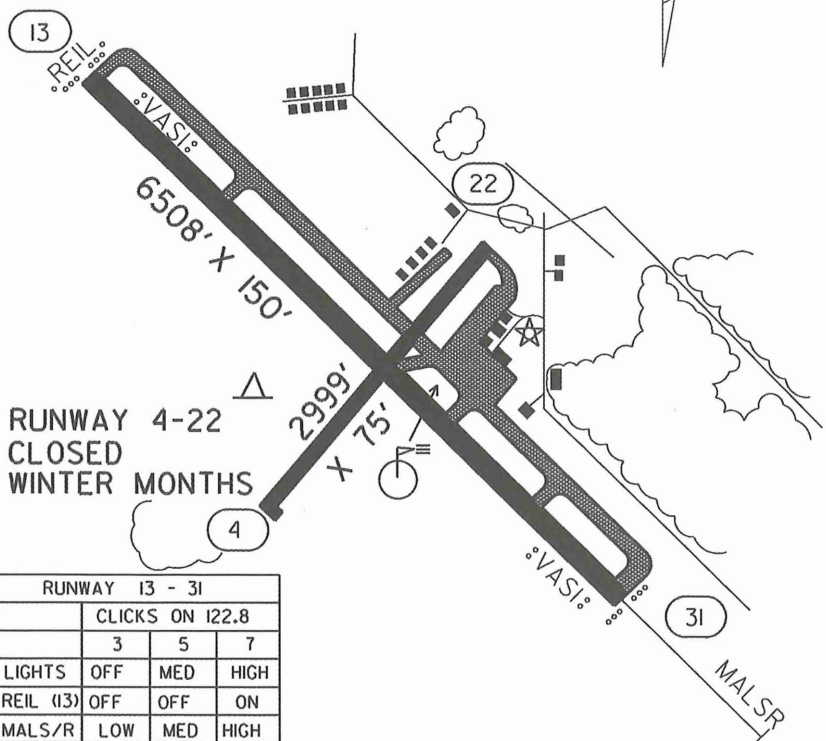 13
REIL
VASI
22
6508' X 150'
2999'
X 75'
RUNWAY 4-22
CLOSED
WINTER MONTHS
4
VASI
31
MALSR
RUNWAY 13 - 31
CLICKS ON 122.8
3 5 7
LIGHTS OFF MED HIGH
REIL (13) OFF OFF ON
MALS/R LOW MED HIGH